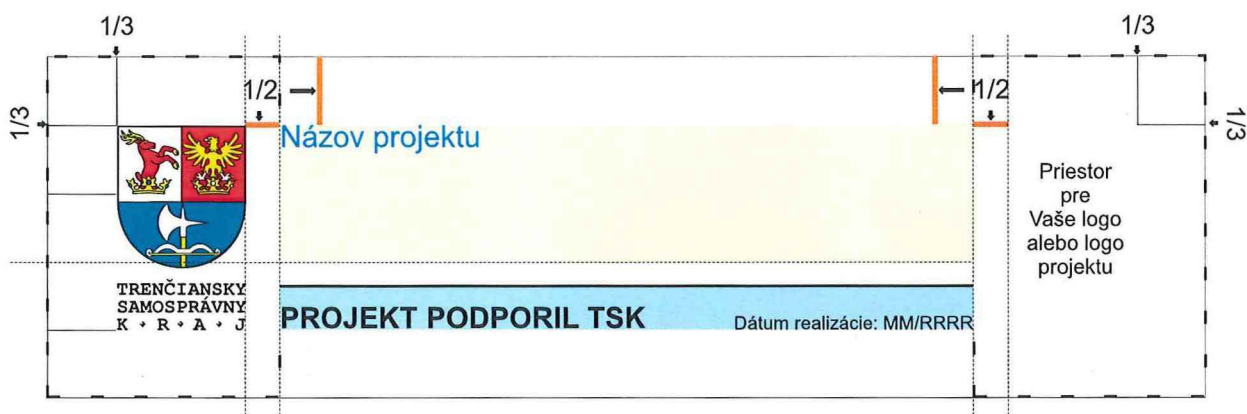 1/3
1/3
1/2
1/2
1/3
1/3
Názov projektu
Priestor
pre
Vaše logo
alebo logo
projektu
TRENČIANSKY
SAMOSPRÁVNY
K • R • A • J
PROJEKT PODPORIL TSK
Dátum realizácie: MM/RRRR